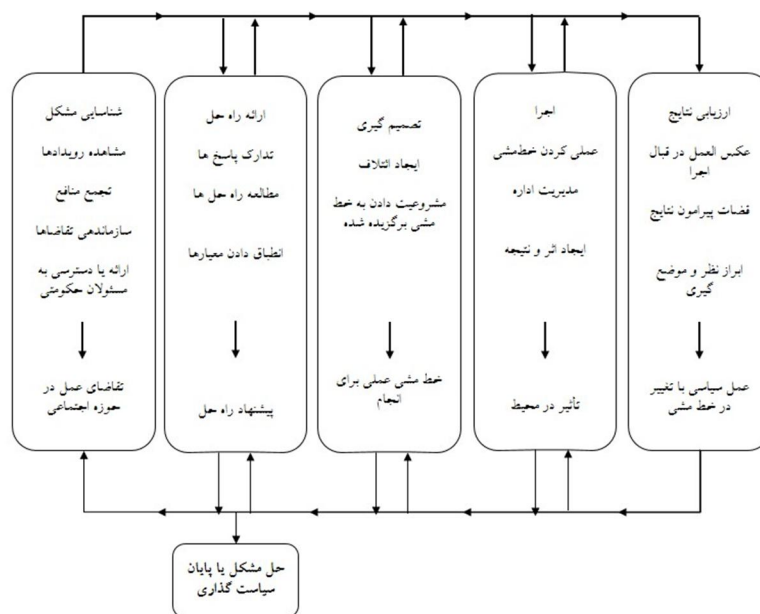 شناسایی مشکل
مشاهده رویدادها
تجمع منافع
سازماندهی تقاضاها
ارائه یا دسترسی به
مسئولان حکومتی
تقاضای عمل در
حوزه اجتماعی
ارائه راه حل
تدارک پاسخ ها
مطالعه راه حل ها
انطباق دادن معیارها
پیشنهاد راه حل
تصمیم گیری
ایجاد ائتلاف
مشروعیت دادن به خط
مشی برگزیده شده
خط مشی عملی برای
انجام
اجرا
عملی کردن خط‌مشی
مدیریت اداره
ایجاد اثر و نتیجه
تأثیر در محیط
ارزیابی نتایج
عکس العمل در قبال
اجرا
قضات پیرامون نتایج
ابراز نظر و موضع
گیری
عمل سیاسی با تغییر
در خط مشی
حل مشکل یا پایان
سیاست گذاری